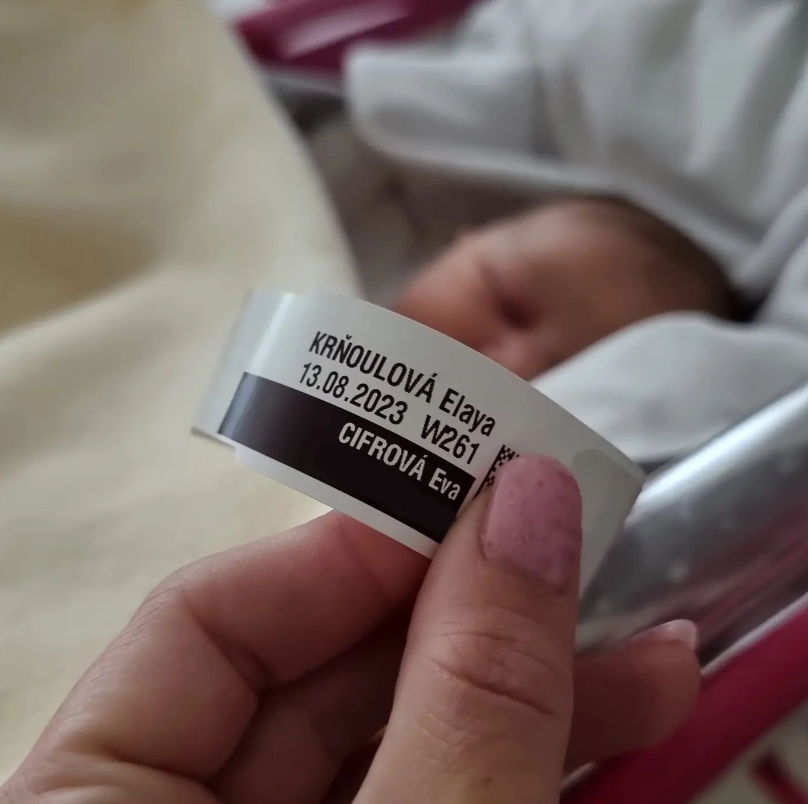 KRŇOULOVÁ Elaya
13.08.2023 W261
CIFROVÁ Eva